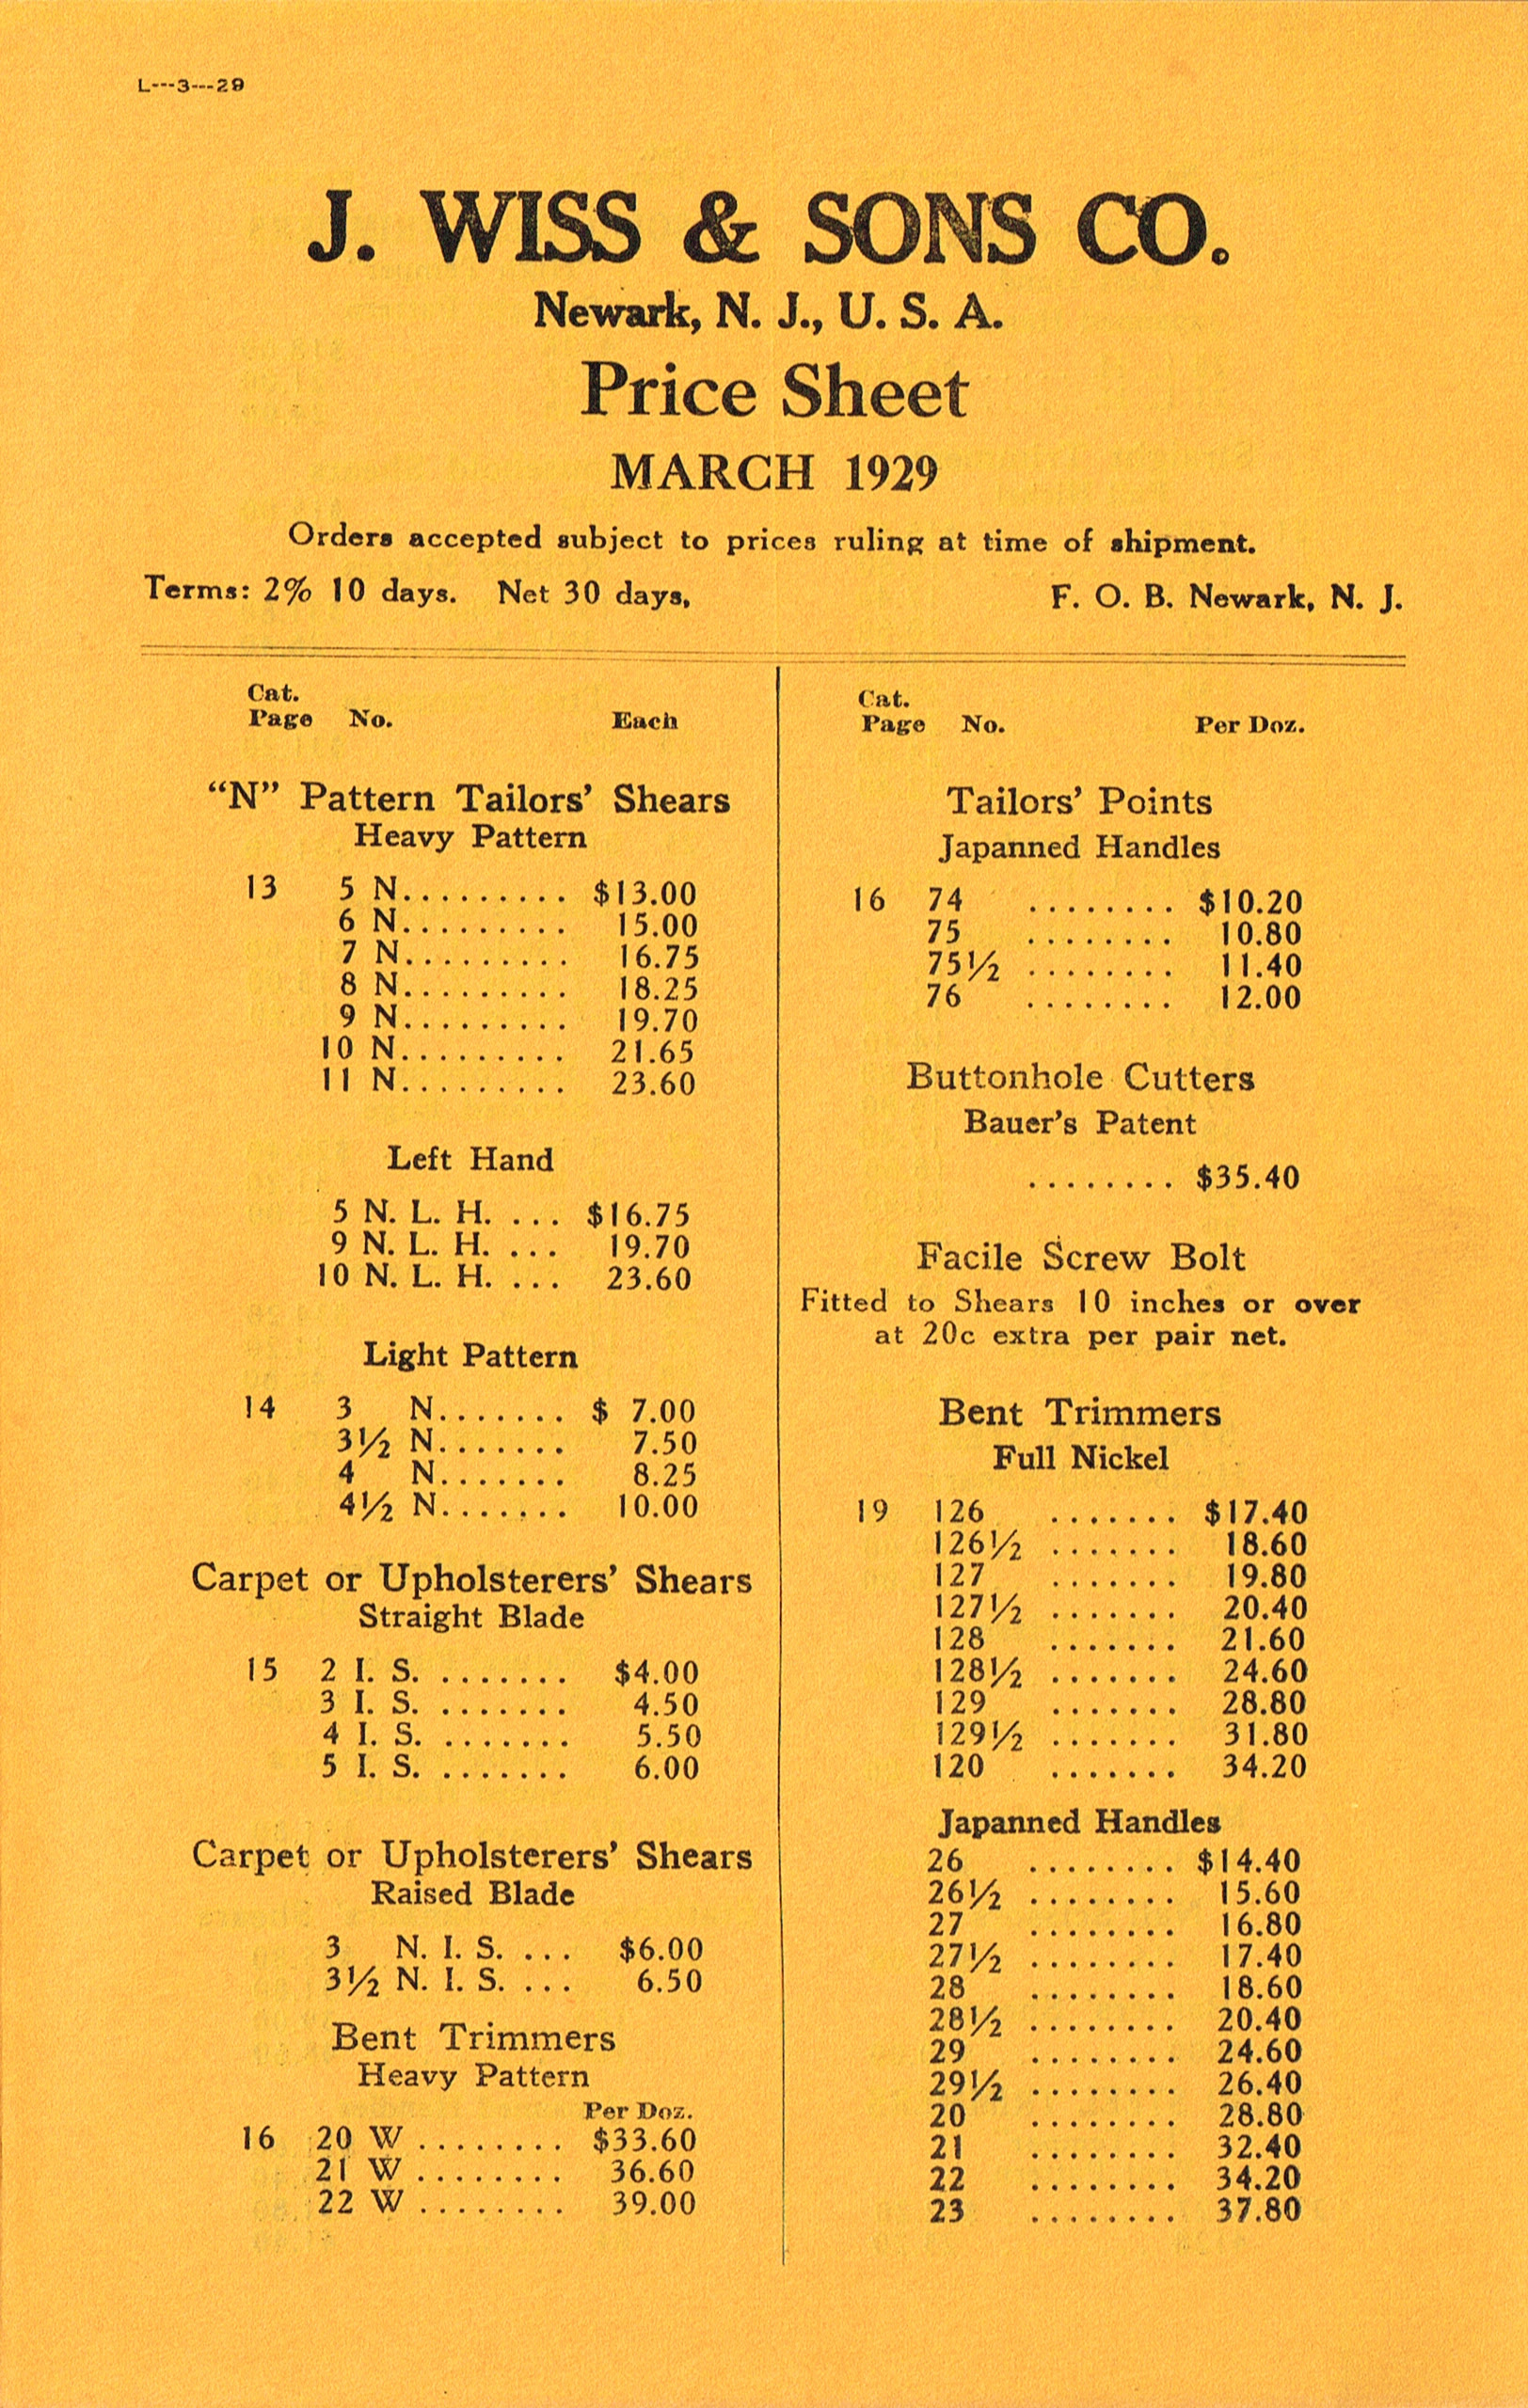 L---3---29
J. WISS & SONS CO.
Newark, N. J., U. S. A.
Price Sheet
MARCH 1929
Orders accepted subject to prices ruling at time of shipment.
Terms: 2% 10 days. Net 30 days, F. O. B. Newark, N. J.
Cat.
Page No. Each
"N" Pattern Tailors' Shears
Heavy Pattern
13 5 N......... $13.00
6 N......... 15.00
7 N......... 16.75
8 N......... 18.25
9 N......... 19.70
10 N......... 21.65
11 N......... 23.60
Left Hand
5 N. L. H. ... $16.75
9 N. L. H. ... 19.70
10 N. L. H. ... 23.60
Light Pattern
14 3 N....... $ 7.00
3½ N....... 7.50
4 N....... 8.25
4½ N....... 10.00
Carpet or Upholsterers' Shears
Straight Blade
15 2 I. S. ....... $4.00
3 I. S. ....... 4.50
4 I. S. ....... 5.50
5 I. S. ....... 6.00
Carpet or Upholsterers' Shears
Raised Blade
3 N. I. S. ... $6.00
3½ N. I. S. ... 6.50
Bent Trimmers
Heavy Pattern
Per Doz.
16 20 W ........ $33.60
21 W ........ 36.60
22 W ........ 39.00
Cat.
Page No. Per Doz.
Tailors' Points
Japanned Handles
16 74 ........ $10.20
75 ........ 10.80
75½ ........ 11.40
76 ........ 12.00
Buttonhole Cutters
Bauer's Patent
........ $35.40
Facile Screw Bolt
Fitted to Shears 10 inches or over
at 20c extra per pair net.
Bent Trimmers
Full Nickel
19 126 ....... $17.40
126½ ....... 18.60
127 ....... 19.80
127½ ....... 20.40
128 ....... 21.60
128½ ....... 24.60
129 ....... 28.80
129½ ....... 31.80
120 ....... 34.20
Japanned Handles
26 ........ $14.40
26½ ........ 15.60
27 ........ 16.80
27½ ........ 17.40
28 ........ 18.60
28½ ........ 20.40
29 ........ 24.60
29½ ........ 26.40
20 ........ 28.80
21 ........ 32.40
22 ........ 34.20
23 ........ 37.80